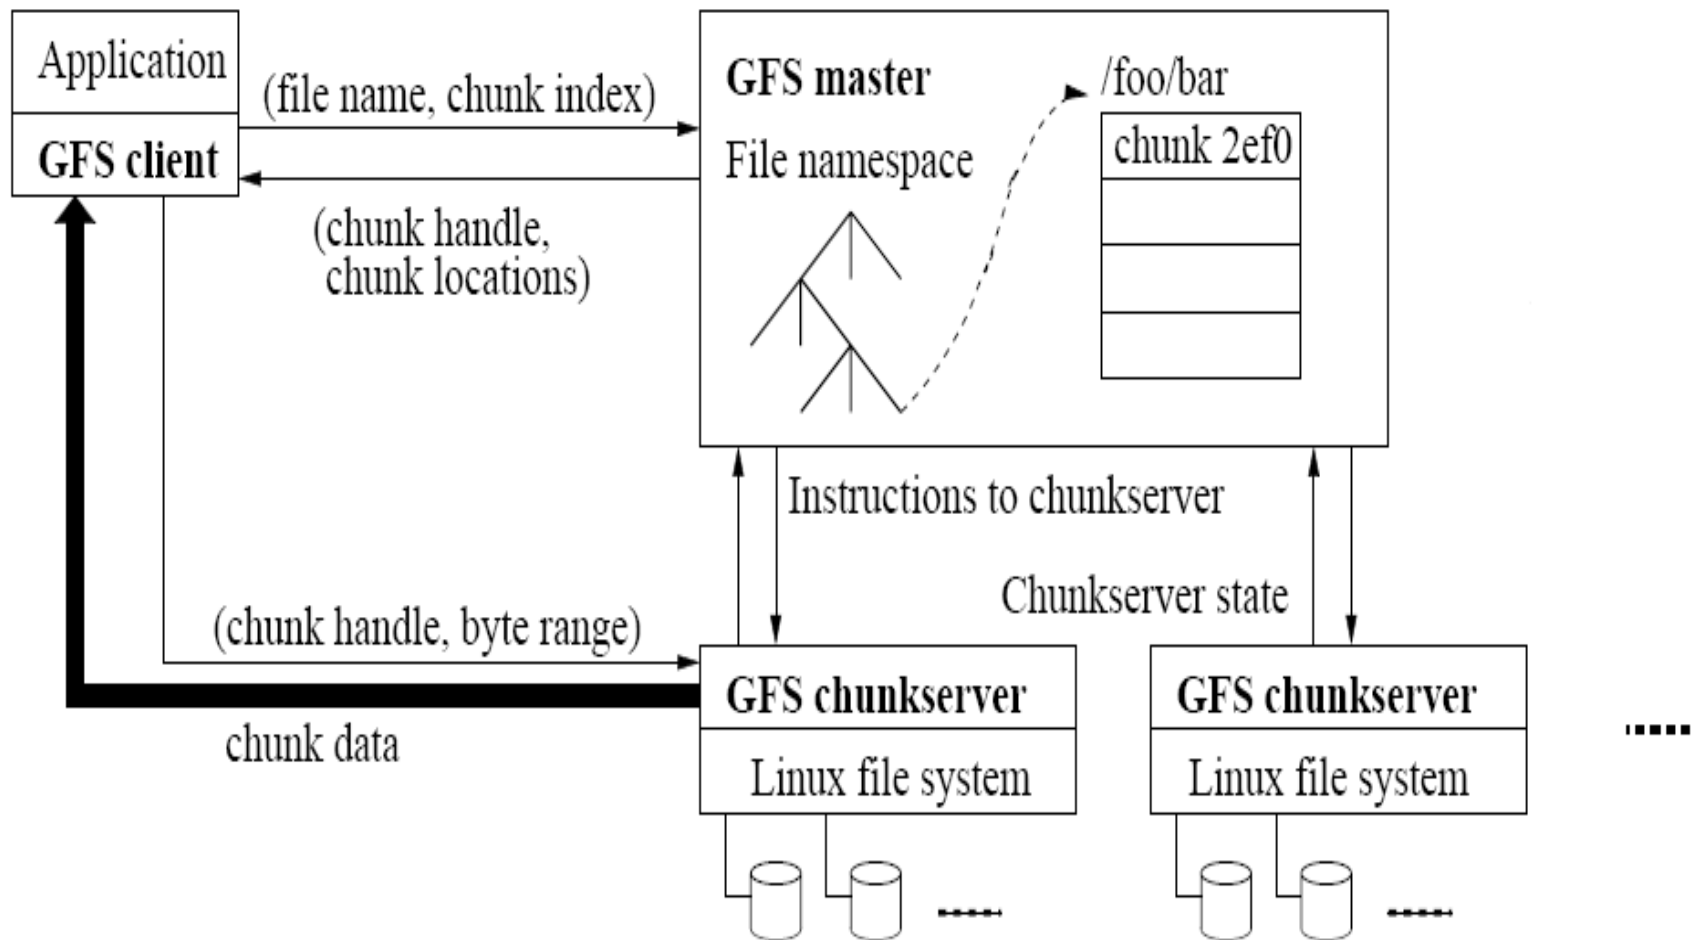 Application
GFS client
(file name, chunk index)
(chunk handle,
chunk locations)
GFS master
File namespace
/foo/bar
chunk 2ef0
Instructions to chunkserver
Chunkserver state
(chunk handle, byte range)
chunk data
GFS chunkserver
Linux file system
GFS chunkserver
Linux file system